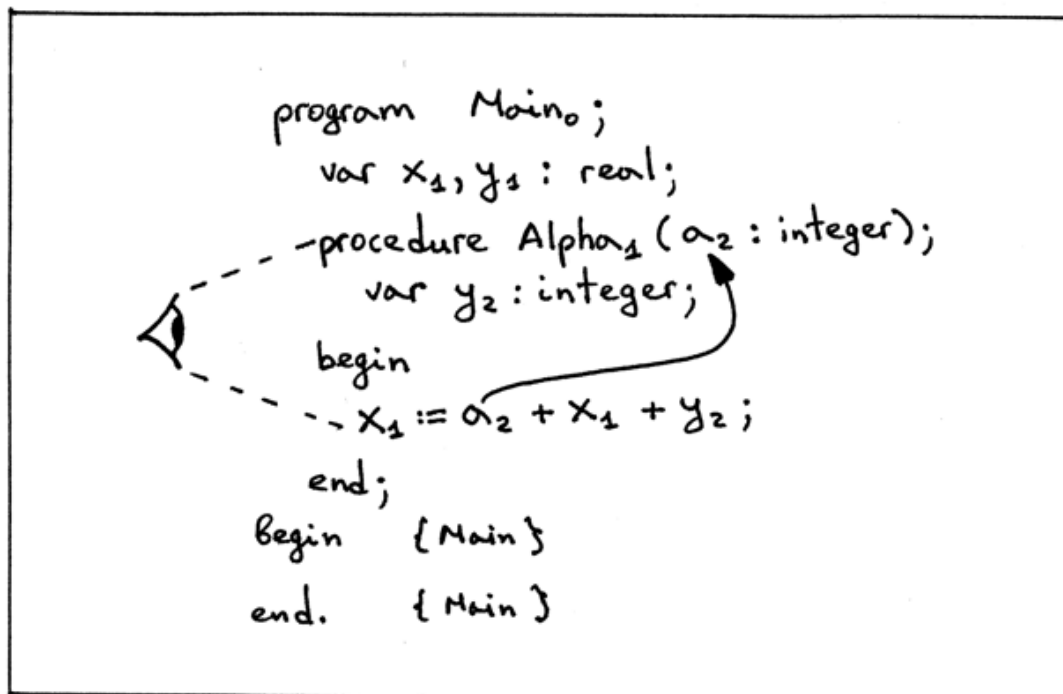 program Main₀;
var x₁, y₁ : real;
procedure Alpha₁ (a₂ : integer);
var y₂ : integer;
begin
x₁ := a₂ + x₁ + y₂ ;
end;
Begin {Main}
end. {Main}